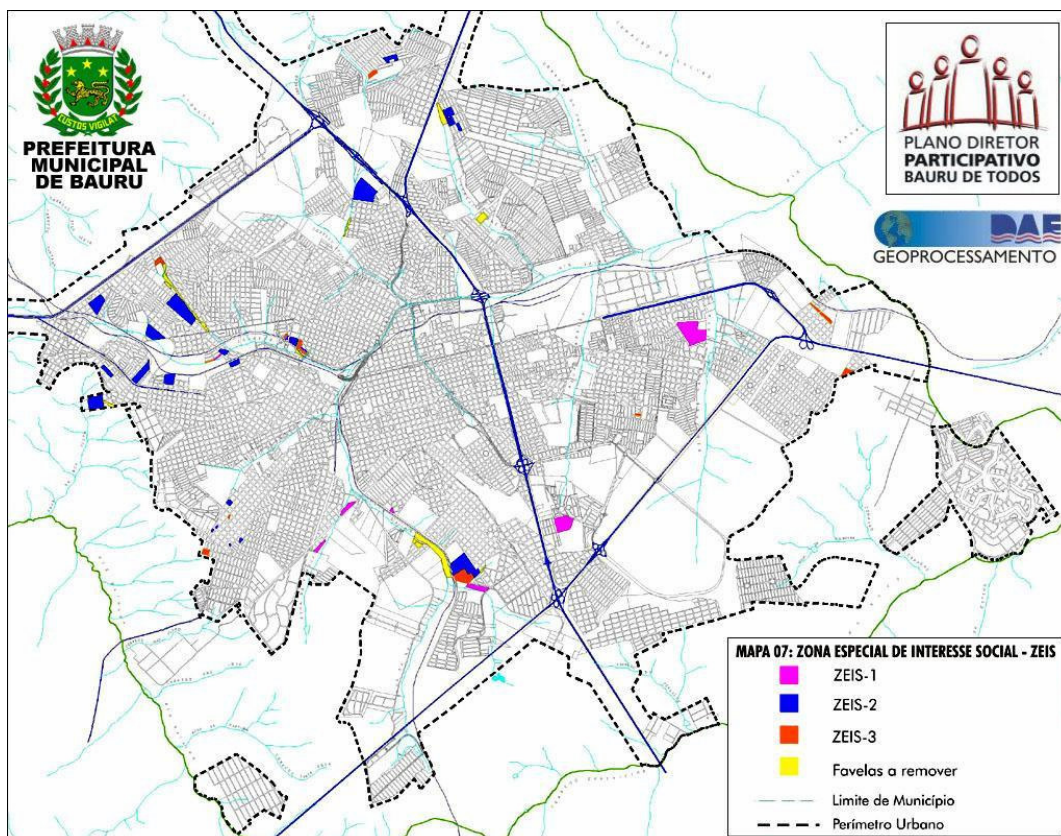 CUSTOS VIGILAT
PREFEITURA
MUNICIPAL
DE BAURU
PLANO DIRETOR
PARTICIPATIVO
BAURU DE TODOS
DAE
GEOPROCESSAMENTO
MAPA 07: ZONA ESPECIAL DE INTERESSE SOCIAL - ZEIS
ZEIS-1
ZEIS-2
ZEIS-3
Favelas a remover
Limite de Município
Perímetro Urbano